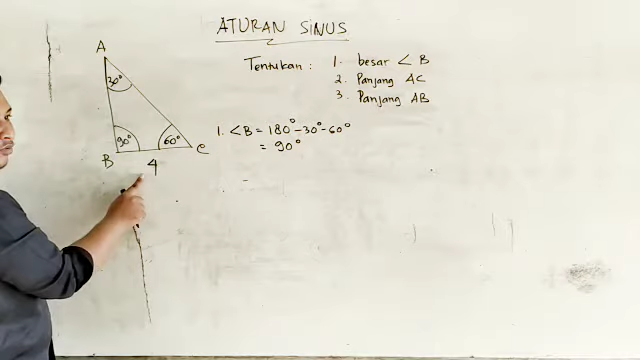 ATURAN SINUS
Tentukan : 1. besar ∠ B
2. Panjang AC
3. Panjang AB
A
30°
90°
60°
B
C
4
1. ∠B = 180° - 30° - 60°
= 90°